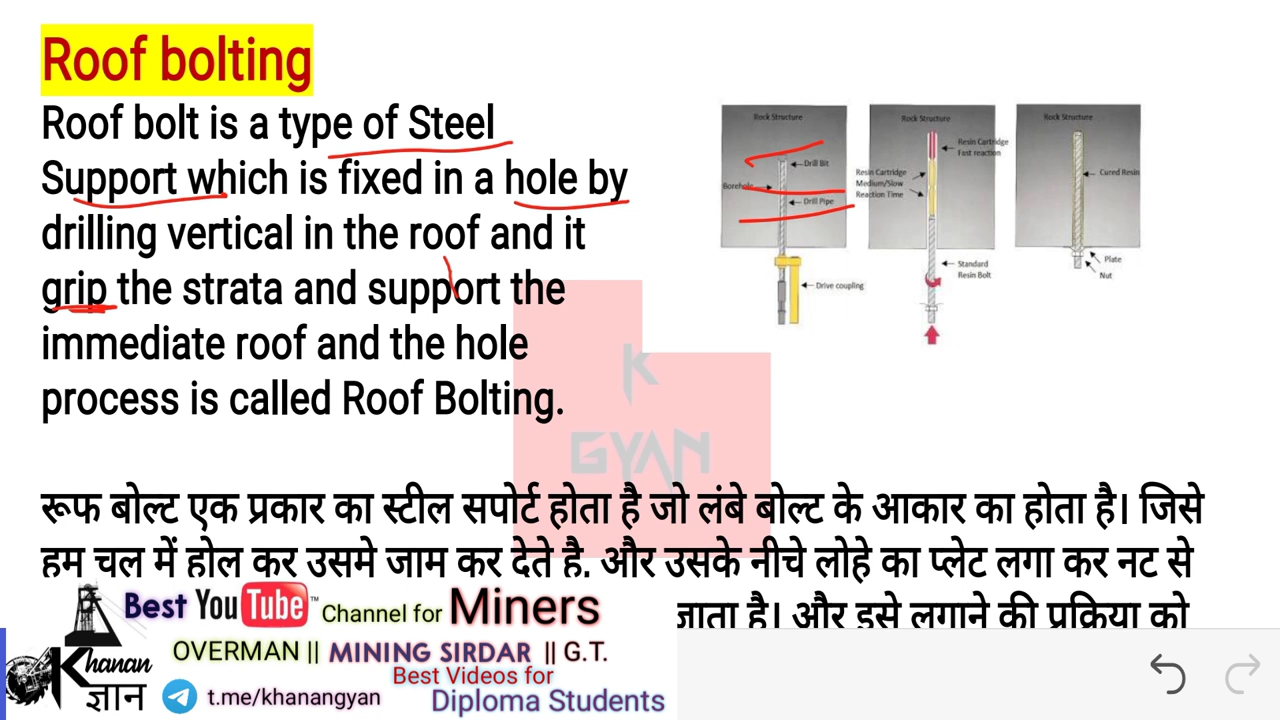 Roof bolting
Roof bolt is a type of Steel
Support which is fixed in a hole by
drilling vertical in the roof and it
grip the strata and support the
immediate roof and the hole
process is called Roof Bolting.
Rock Structure
Drill Bit
Borehole
Drill Pipe
Drive coupling
Rock Structure
Resin Cartridge
Fast reaction
Resin Cartridge
Medium/Slow
Reaction Time
Standard
Resin Bolt
Rock Structure
Cured Resin
Plate
Nut
K
GYAN
रूफ बोल्ट एक प्रकार का स्टील सपोर्ट होता है जो लंबे बोल्ट के आकार का होता है। जिसे
हम चल में होल कर उसमे जाम कर देते है. और उसके नीचे लोहे का प्लेट लगा कर नट से
जाता है। और इसे लगाने की प्रक्रिया को
Best YouTube™ Channel for Miners
OVERMAN || MINING SIRDAR || G.T.
Best Videos for
Diploma Students
Khanan
ज्ञान
t.me/khanangyan